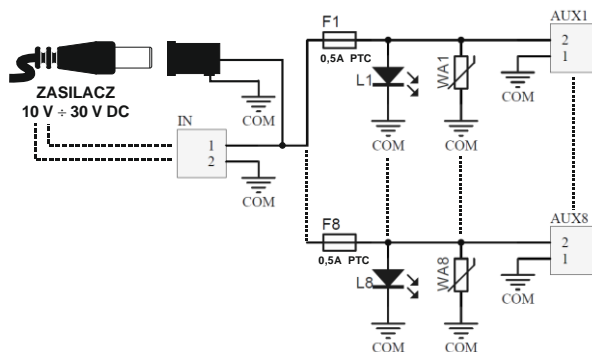 F1
AUX1
0,5A PTC
2
1
L1
WA1
COM
COM
COM
COM
ZASILACZ
10 V ÷ 30 V DC
IN
1
2
COM
F8
AUX8
0,5A PTC
2
1
L8
WA8
COM
COM
COM